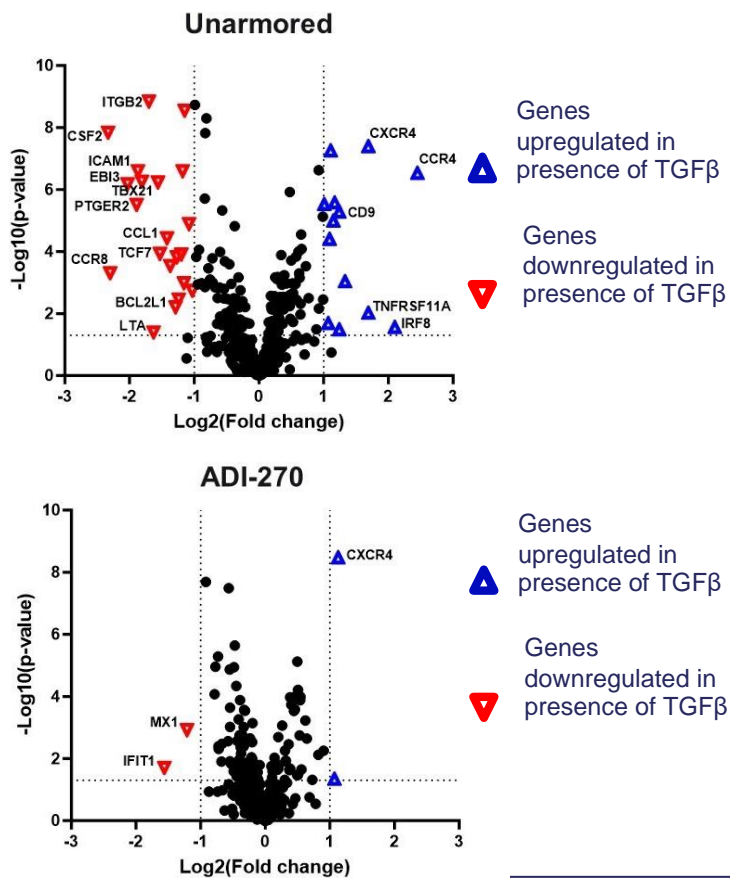 Unarmored
10
8
6
4
2
0
-3
-2
-1
0
1
2
3
-Log10(p-value)
Log2(Fold change)
ITGB2
CSF2
ICAM1
EBI3
TBX21
PTGER2
CCL1
TCF7
CCR8
BCL2L1
LTA
CXCR4
CCR4
CD9
TNFRSF11A
IRF8
Genes
upregulated in
presence of TGFβ
Genes
downregulated in
presence of TGFβ
ADI-270
10
8
6
4
2
0
-3
-2
-1
0
1
2
3
-Log10(p-value)
Log2(Fold change)
CXCR4
MX1
IFIT1
Genes
upregulated in
presence of TGFβ
Genes
downregulated in
presence of TGFβ